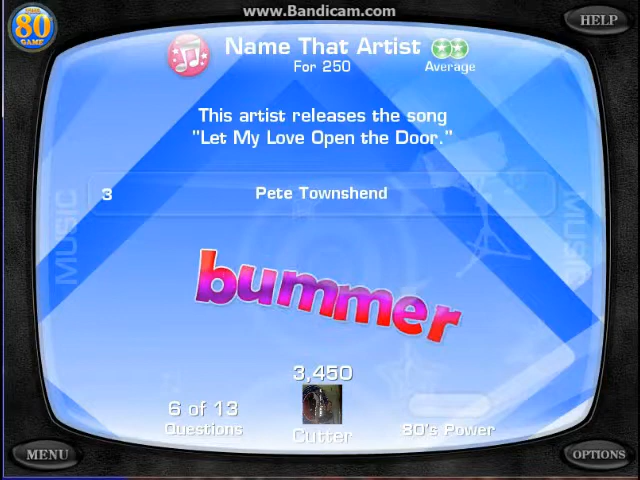 www.Bandicam.com
80
GAME
HELP
Name That Artist
For 250
Average
This artist releases the song
"Let My Love Open the Door."
3 Pete Townshend
MUSIC
MUSIC
bummer
3,450
6 of 13
Questions
Cutter
80's Power
MENU
OPTIONS